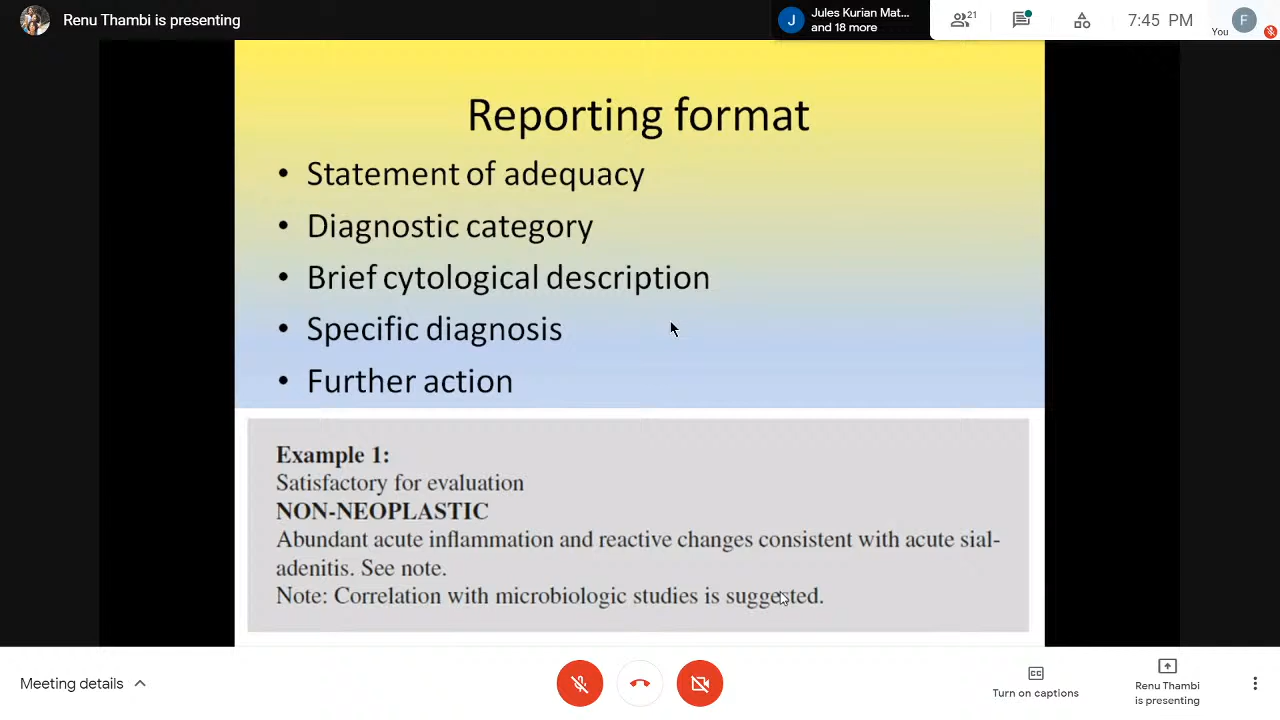 Renu Thambi is presenting
J
Jules Kurian Mat...
and 18 more
21
7:45 PM
You
F
Reporting format
• Statement of adequacy
• Diagnostic category
• Brief cytological description
• Specific diagnosis
• Further action
Example 1:
Satisfactory for evaluation
NON-NEOPLASTIC
Abundant acute inflammation and reactive changes consistent with acute sial-
adenitis. See note.
Note: Correlation with microbiologic studies is suggested.
Meeting details
CC
Turn on captions
Renu Thambi
is presenting